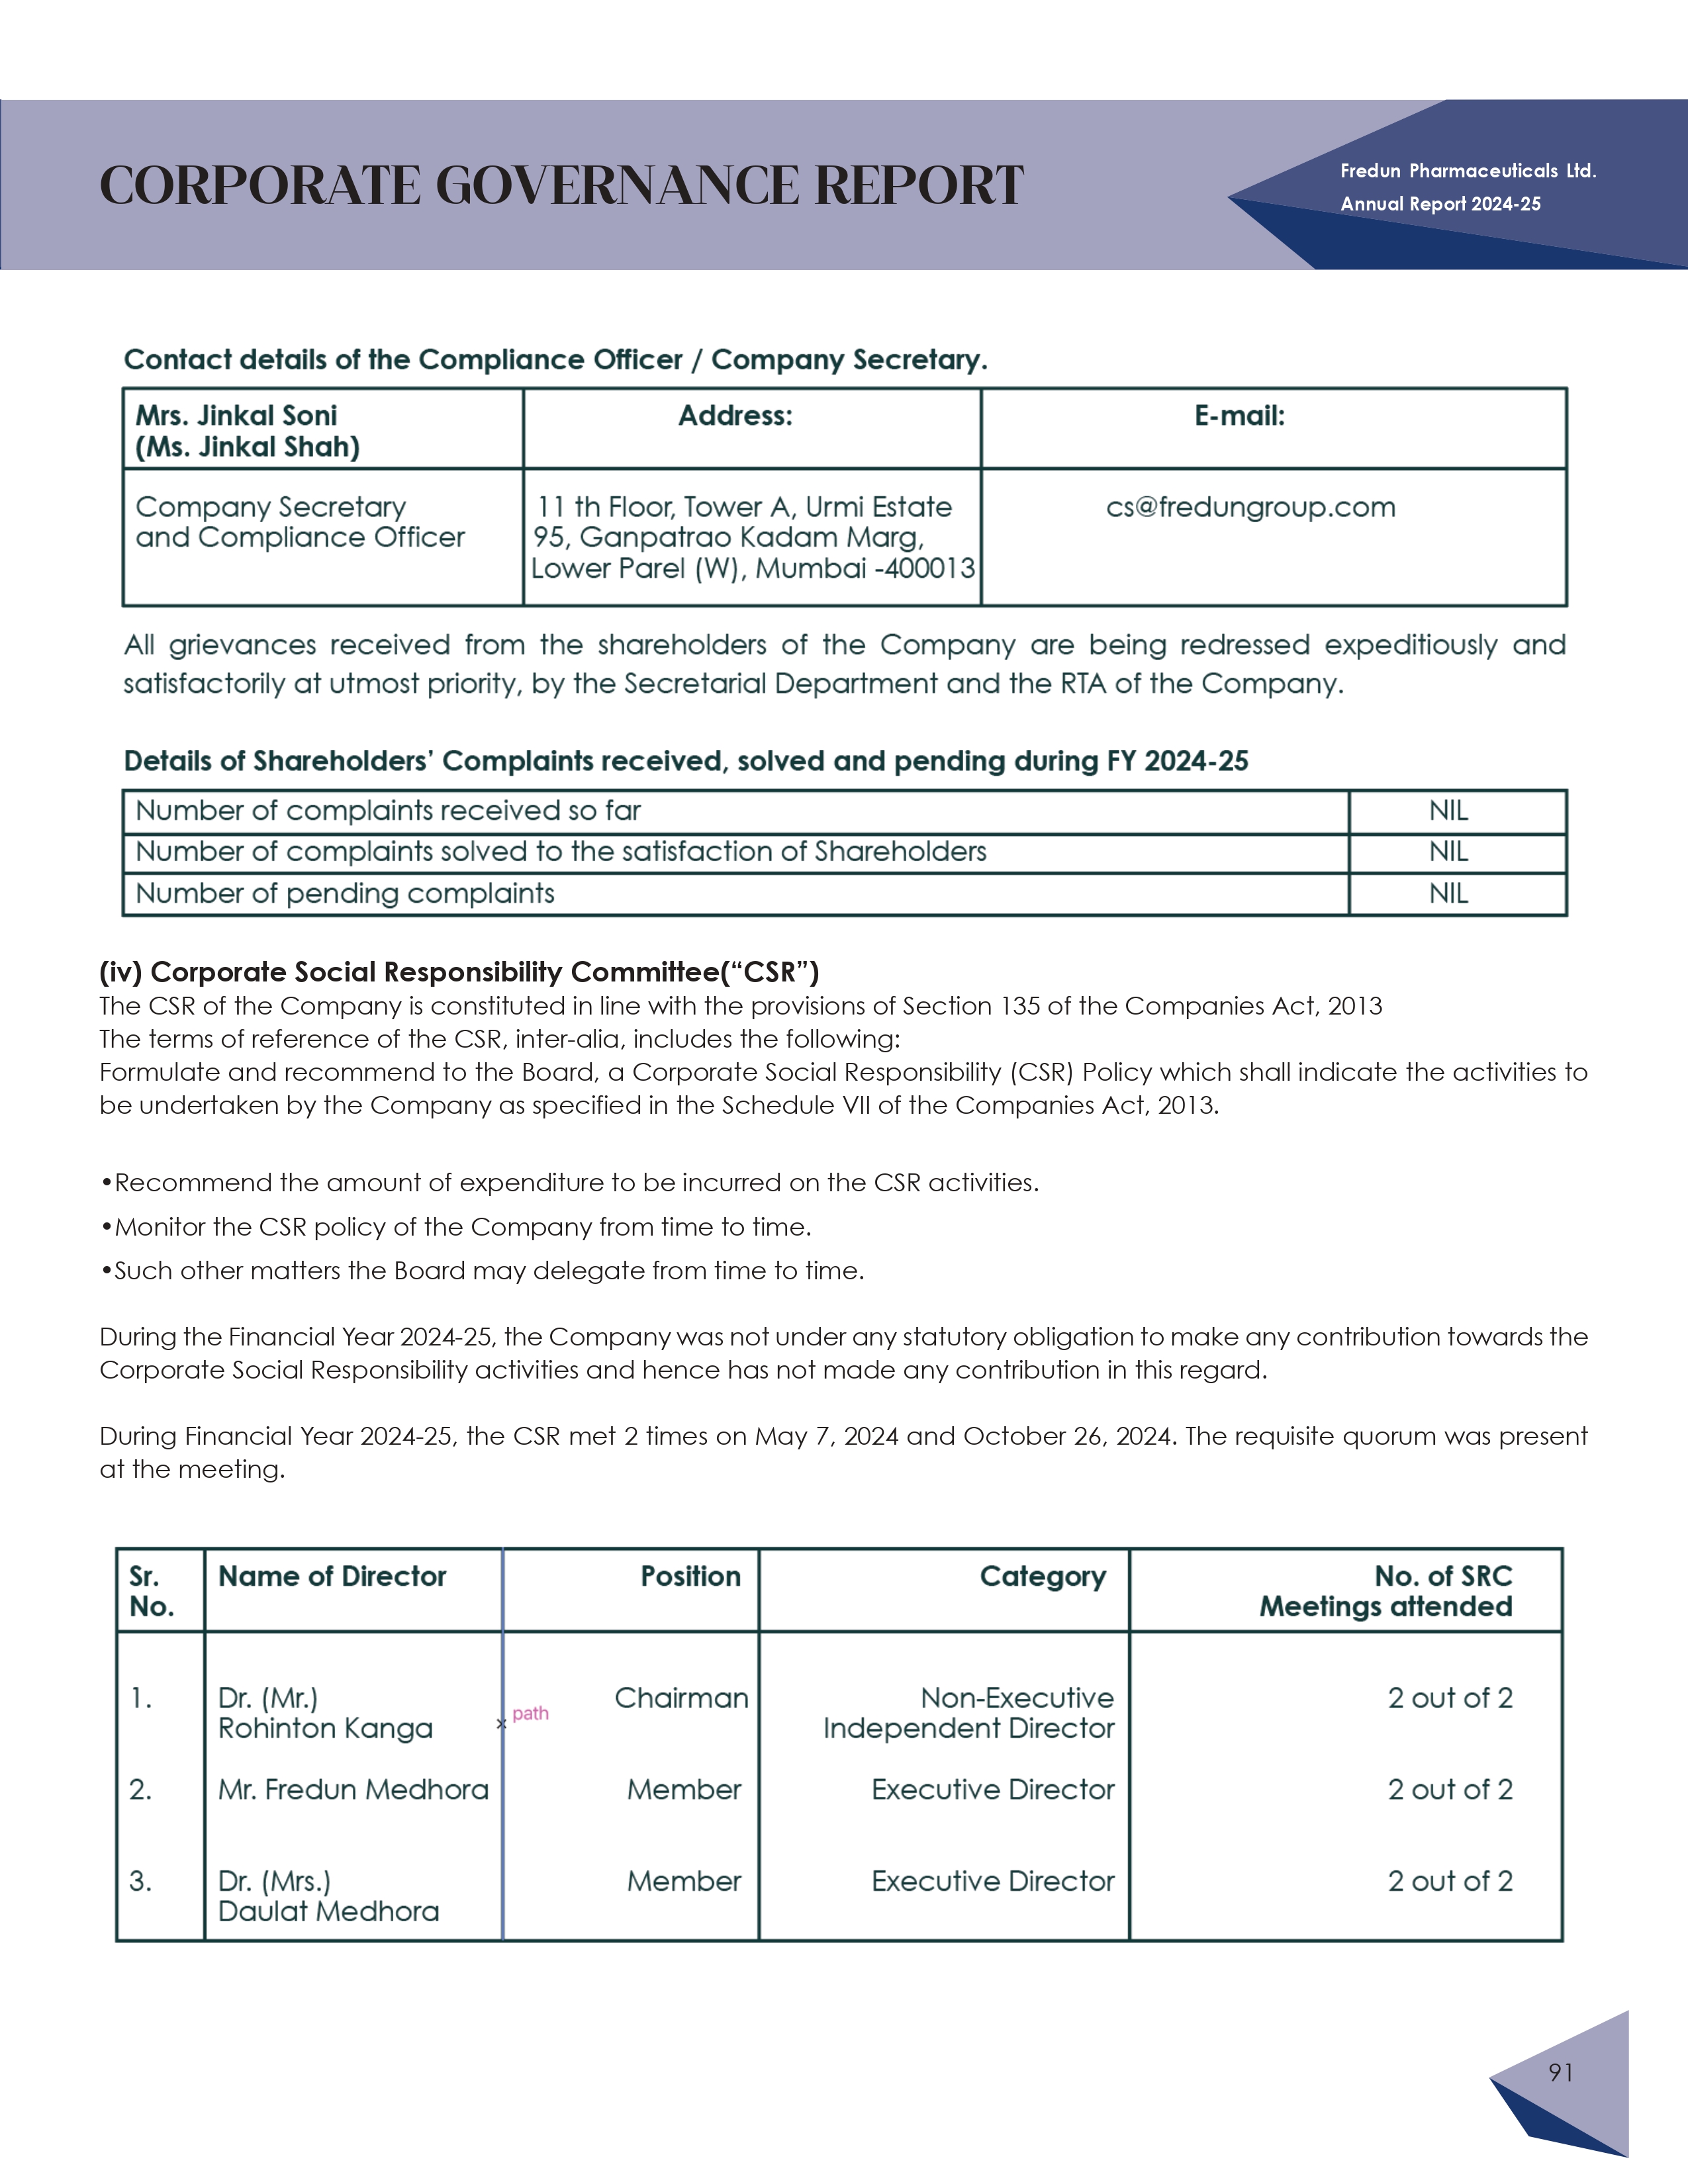 CORPORATE GOVERNANCE REPORT
Fredun Pharmaceuticals Ltd.
Annual Report 2024-25
Contact details of the Compliance Officer / Company Secretary.
Mrs. Jinkal Soni
(Ms. Jinkal Shah)
Address:
E-mail:
Company Secretary
and Compliance Officer
11 th Floor, Tower A, Urmi Estate
95, Ganpatrao Kadam Marg,
Lower Parel (W), Mumbai -400013
cs@fredungroup.com
All grievances received from the shareholders of the Company are being redressed expeditiously and
satisfactorily at utmost priority, by the Secretarial Department and the RTA of the Company.
Details of Shareholders’ Complaints received, solved and pending during FY 2024-25
Number of complaints received so far NIL
Number of complaints solved to the satisfaction of Shareholders NIL
Number of pending complaints NIL
(iv) Corporate Social Responsibility Committee(“CSR”)
The CSR of the Company is constituted in line with the provisions of Section 135 of the Companies Act, 2013
The terms of reference of the CSR, inter-alia, includes the following:
Formulate and recommend to the Board, a Corporate Social Responsibility (CSR) Policy which shall indicate the activities to
be undertaken by the Company as specified in the Schedule VII of the Companies Act, 2013.
•Recommend the amount of expenditure to be incurred on the CSR activities.
•Monitor the CSR policy of the Company from time to time.
•Such other matters the Board may delegate from time to time.
During the Financial Year 2024-25, the Company was not under any statutory obligation to make any contribution towards the
Corporate Social Responsibility activities and hence has not made any contribution in this regard.
During Financial Year 2024-25, the CSR met 2 times on May 7, 2024 and October 26, 2024. The requisite quorum was present
at the meeting.
Sr. Name of Director Position Category No. of SRC
No. Meetings attended
1. Dr. (Mr.) Chairman Non-Executive 2 out of 2
path
Rohinton Kanga Independent Director
2. Mr. Fredun Medhora Member Executive Director 2 out of 2
3. Dr. (Mrs.) Member Executive Director 2 out of 2
Daulat Medhora
91